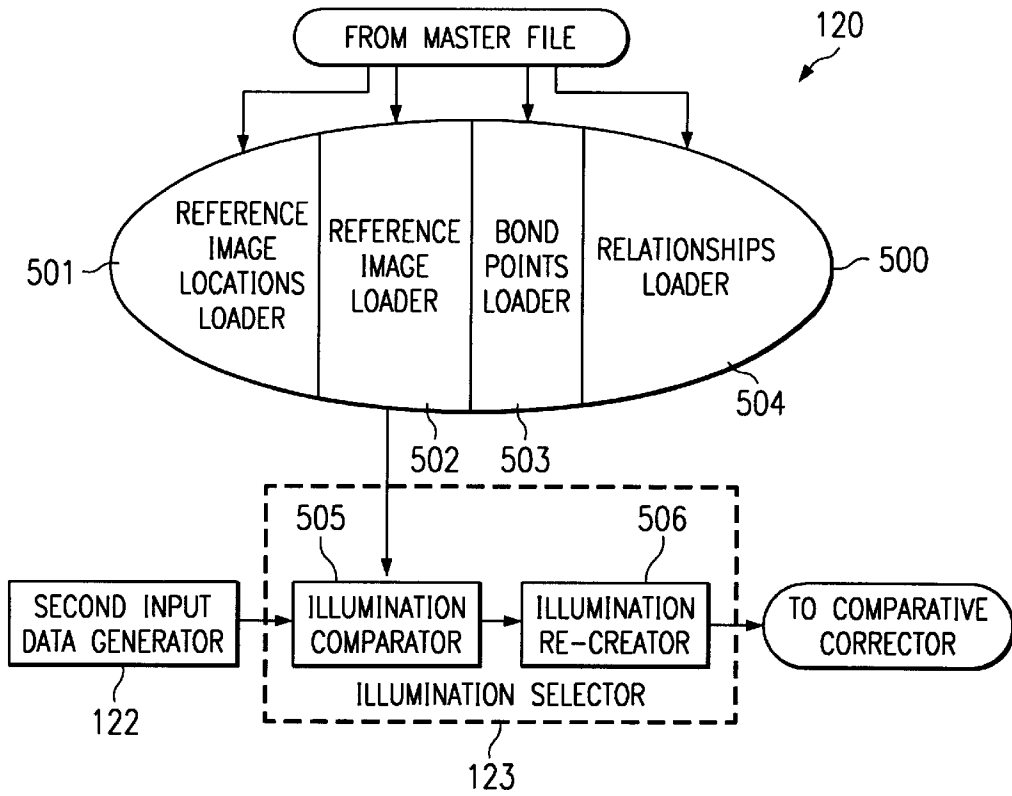 FROM MASTER FILE
120
REFERENCE
IMAGE
LOCATIONS
LOADER
REFERENCE
IMAGE
LOADER
BOND
POINTS
LOADER
RELATIONSHIPS
LOADER
501
500
502
503
504
505
506
SECOND INPUT
DATA GENERATOR
ILLUMINATION
COMPARATOR
ILLUMINATION
RE-CREATOR
TO COMPARATIVE
CORRECTOR
ILLUMINATION SELECTOR
122
123